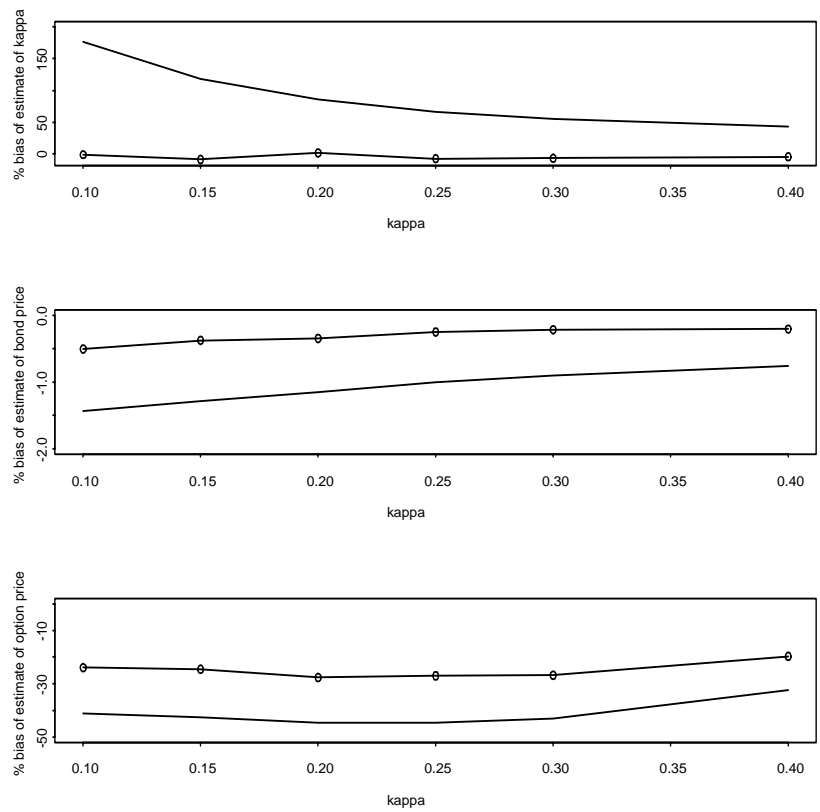 % bias of estimate of kappa
150
50
0
0.10 0.15 0.20 0.25 0.30 0.35 0.40
kappa
% bias of estimate of bond price
0.0
-1.0
-2.0
0.10 0.15 0.20 0.25 0.30 0.35 0.40
kappa
% bias of estimate of option price
-10
-30
-50
0.10 0.15 0.20 0.25 0.30 0.35 0.40
kappa